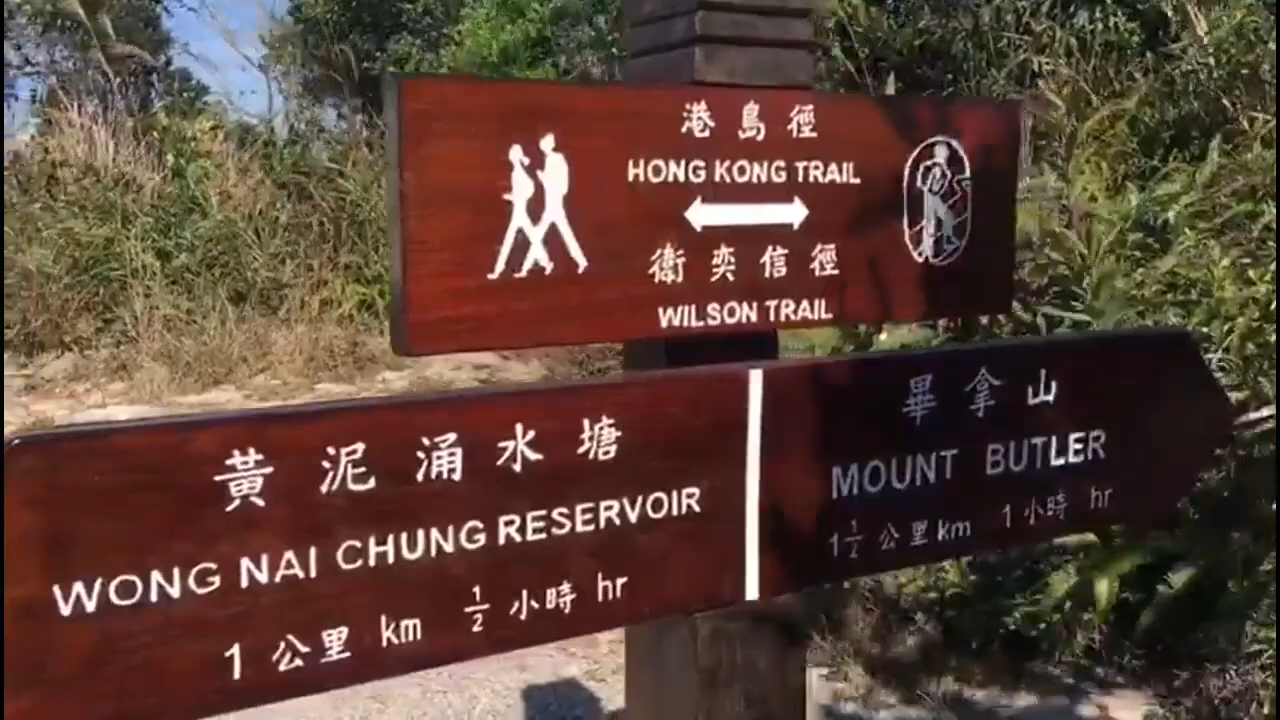 港島徑
HONG KONG TRAIL
衛奕信徑
WILSON TRAIL
黃泥涌水塘
WONG NAI CHUNG RESERVOIR
1 公里 km ½ 小時 hr
畢拿山
MOUNT BUTLER
1½ 公里 km 1 小時 hr